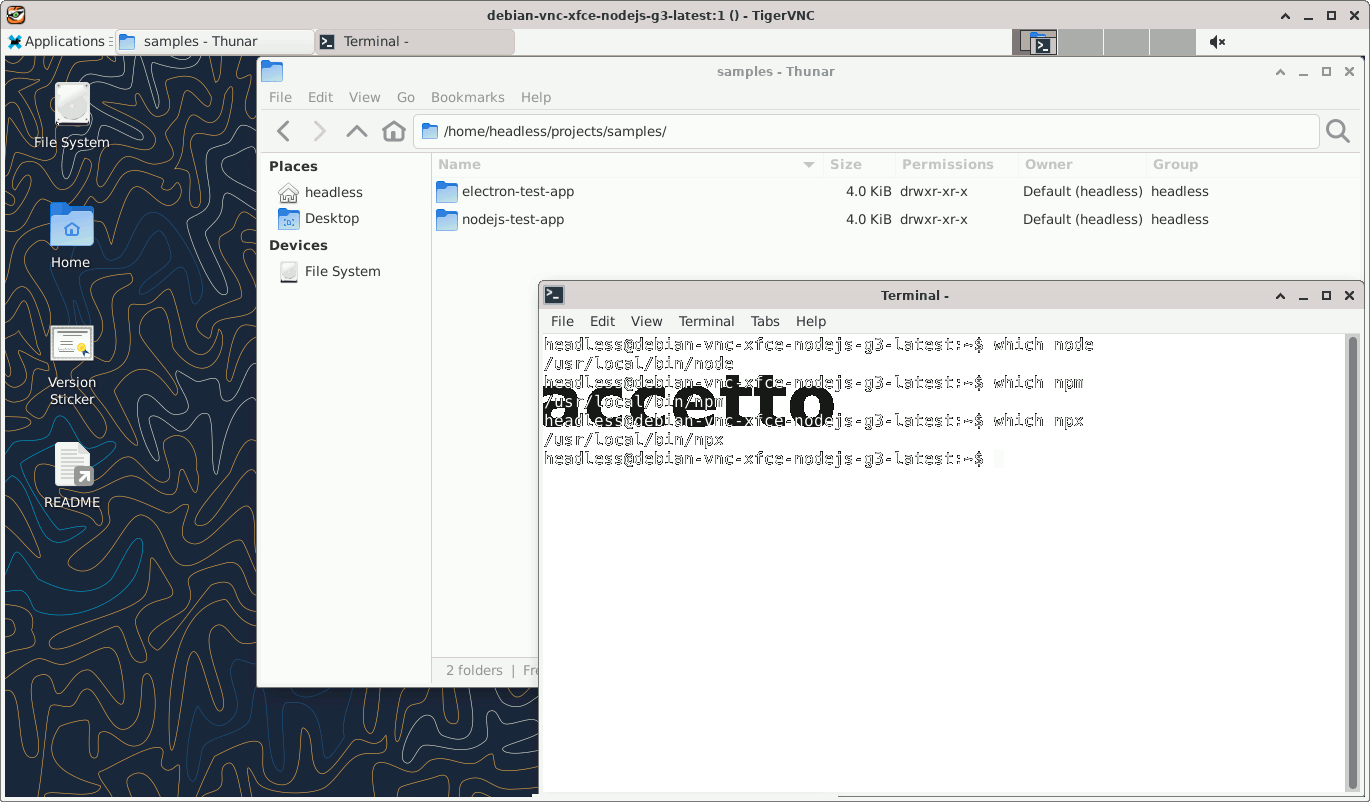 debian-vnc-xfce-nodejs-g3-latest:1 () - TigerVNC
Applications
samples - Thunar
Terminal -
samples - Thunar
File Edit View Go Bookmarks Help
/home/headless/projects/samples/
File System
Home
Version
Sticker
README
Places
headless
Desktop
Devices
File System
Name Size Permissions Owner Group
electron-test-app 4.0 KiB drwxr-xr-x Default (headless) headless
nodejs-test-app 4.0 KiB drwxr-xr-x Default (headless) headless
2 folders | Fre
Terminal -
File Edit View Terminal Tabs Help
headless@debian-vnc-xfce-nodejs-g3-latest:~$ which node
/usr/local/bin/node
headless@debian-vnc-xfce-nodejs-g3-latest:~$ which npm
/usr/local/bin/npm
headless@debian-vnc-xfce-nodejs-g3-latest:~$ which npx
/usr/local/bin/npx
headless@debian-vnc-xfce-nodejs-g3-latest:~$
accetto